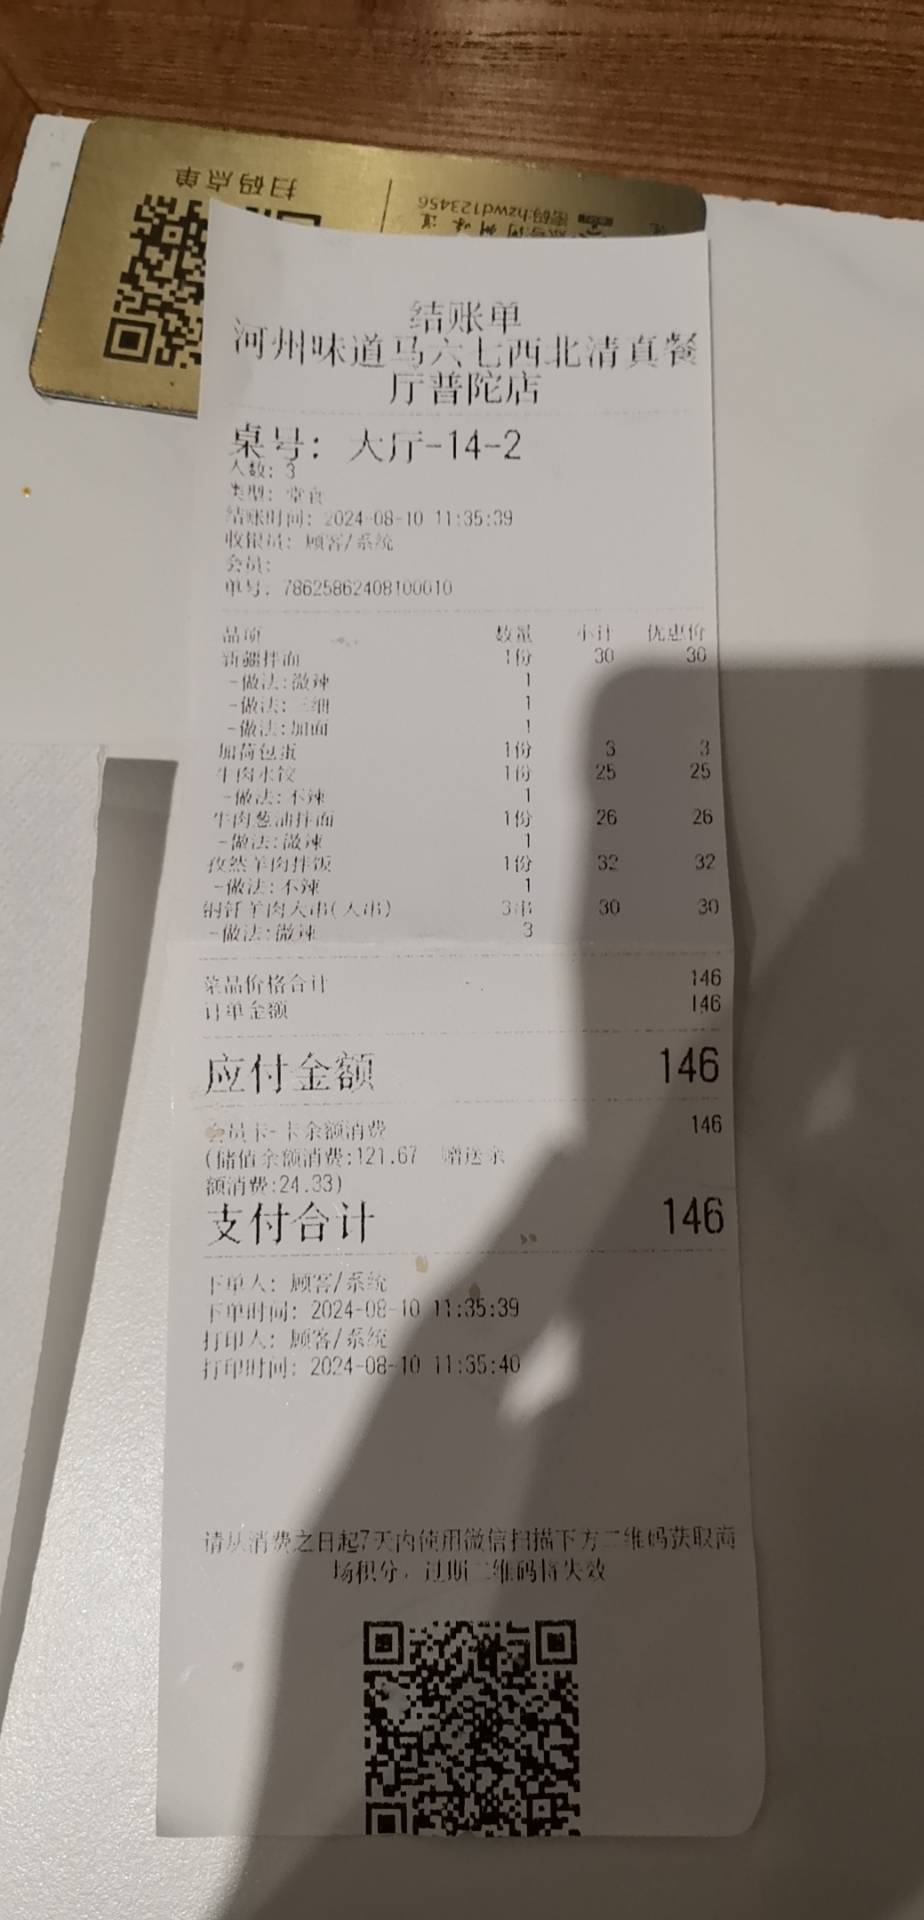 扫码点单
密码:hzwd123456
河州味道
结账单
河州味道马六七西北清真餐
厅普陀店
桌号: 大厅-14-2
人数: 3
类型: 堂食
结账时间: 2024-08-10 11:35:39
收银员: 顾客/系统
会员:
单号: 78625862408100010
品项 数量 小计 优惠价
新疆拌面 1份 30 30
-做法:微辣 1
-做法:三细 1
-做法:加面 1
加荷包蛋 1份 3 3
牛肉水饺 1份 25 25
-做法:不辣 1
牛肉葱油拌面 1份 26 26
-做法:微辣 1
孜然羊肉拌饭 1份 32 32
-做法:不辣 1
钢钎羊肉大串(大串) 3串 30 30
-做法:微辣 3
菜品价格合计 146
订单金额 146
应付金额 146
会员卡-卡余额消费 146
(储值余额消费:121.67 赠送余
额消费:24.33)
支付合计 146
下单人: 顾客/系统
下单时间: 2024-08-10 11:35:39
打印人: 顾客/系统
打印时间: 2024-08-10 11:35:40
请从消费之日起7天内使用微信扫描下方二维码获取商
场积分，过期二维码将失效